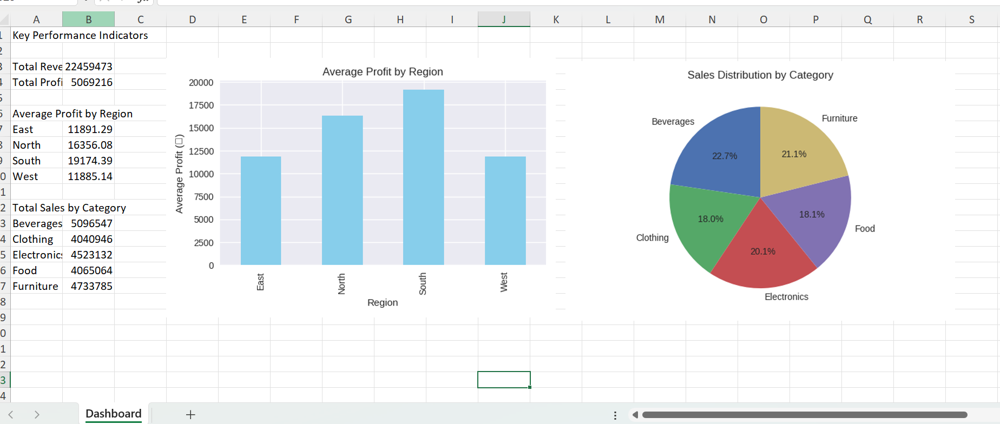 A B C D E F G H I J K L M N O P Q R S
Key Performance Indicators
Total Reve 22459473
Total Profi 5069216
Average Profit by Region
East 11891.29
North 16356.08
South 19174.39
West 11885.14
Total Sales by Category
Beverages 5096547
Clothing 4040946
Electronics 4523132
Food 4065064
Furniture 4733785
Average Profit by Region
20000
17500
15000
12500
10000
7500
5000
2500
0
Average Profit (□)
East North South West
Region
Sales Distribution by Category
Beverages
Furniture
22.7%
21.1%
18.0%
18.1%
Clothing
Food
20.1%
Electronics
Dashboard